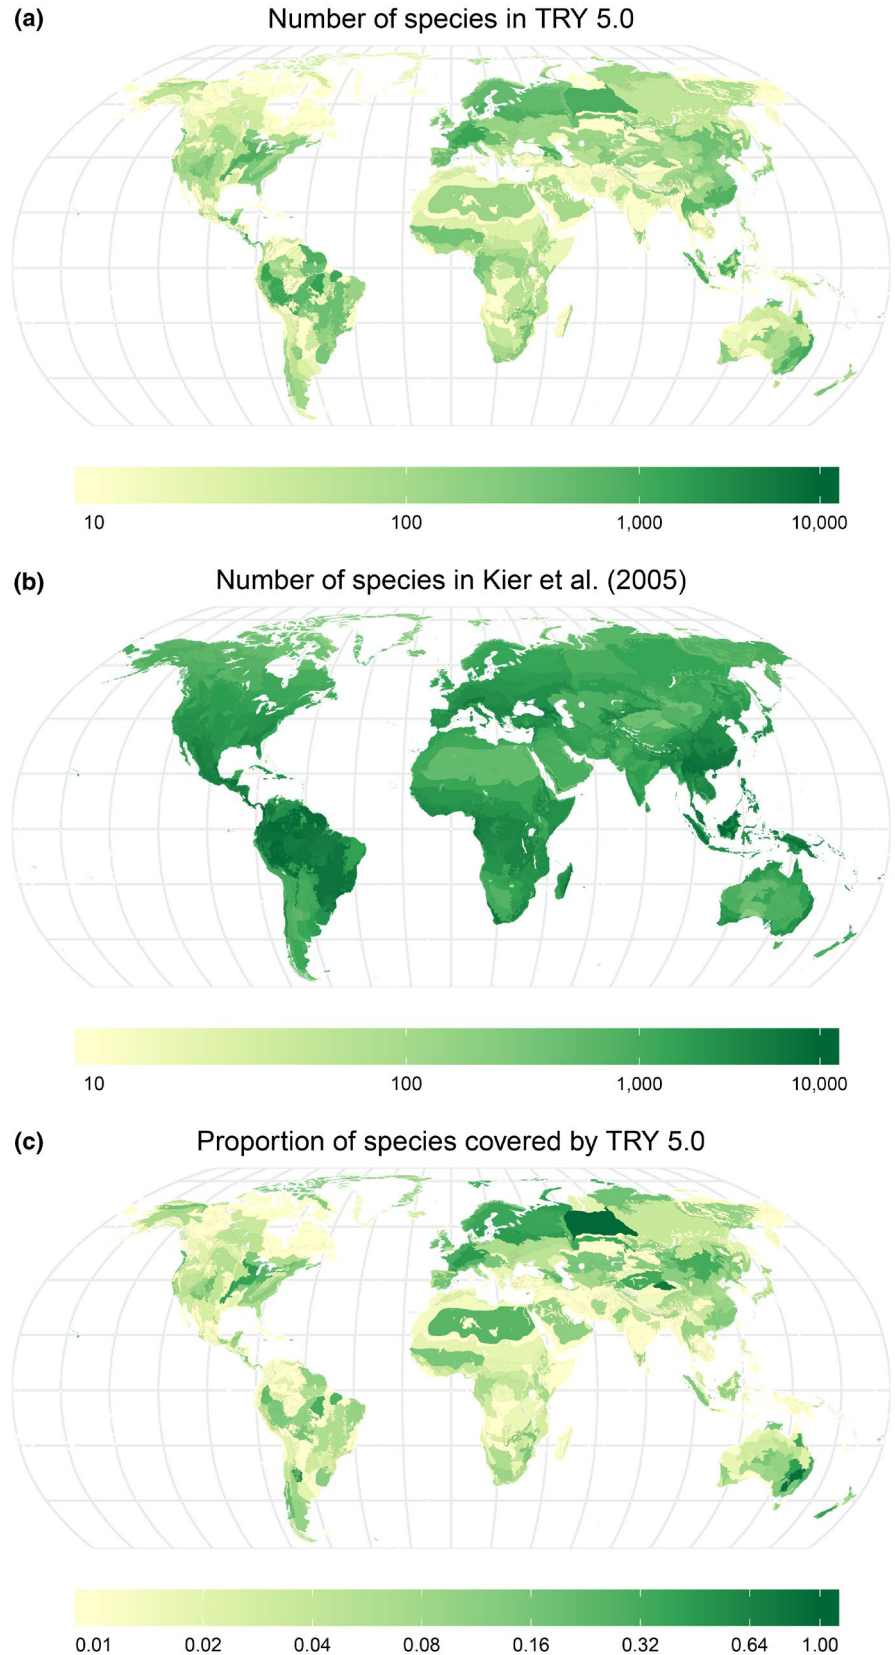 (a) Number of species in TRY 5.0
10 100 1,000 10,000
(b) Number of species in Kier et al. (2005)
10 100 1,000 10,000
(c) Proportion of species covered by TRY 5.0
0.01 0.02 0.04 0.08 0.16 0.32 0.64 1.00